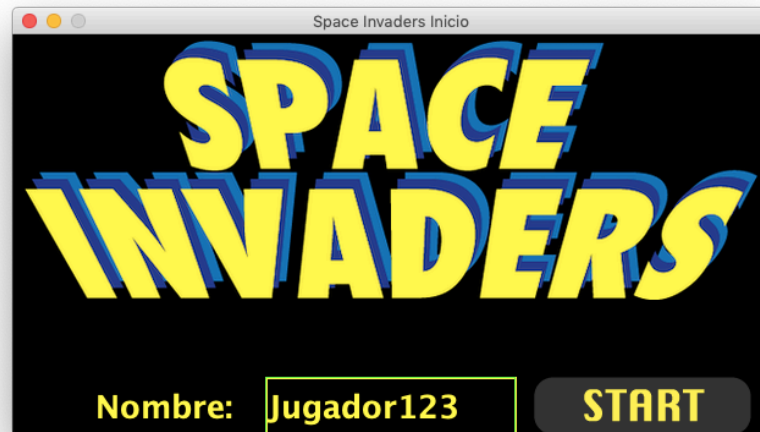 Space Invaders Inicio
SPACE
INVADERS
Nombre: Jugador123 START